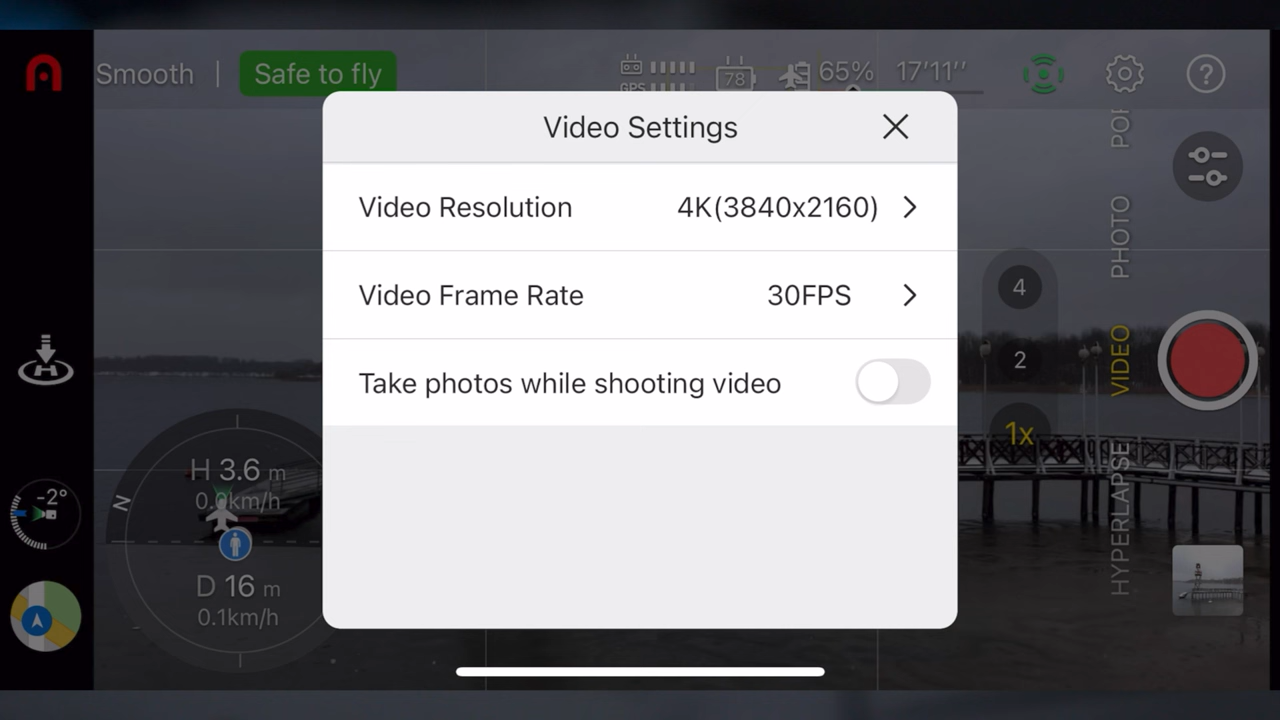 Smooth | Safe to fly
GPS
78
65%
17'11''
?
Video Settings
Video Resolution 4K(3840x2160)
Video Frame Rate 30FPS
Take photos while shooting video
PHOTO
VIDEO
HYPERLAPSE
4
2
1x
-2°
N
H 3.6 m
0.0km/h
D 16 m
0.1km/h